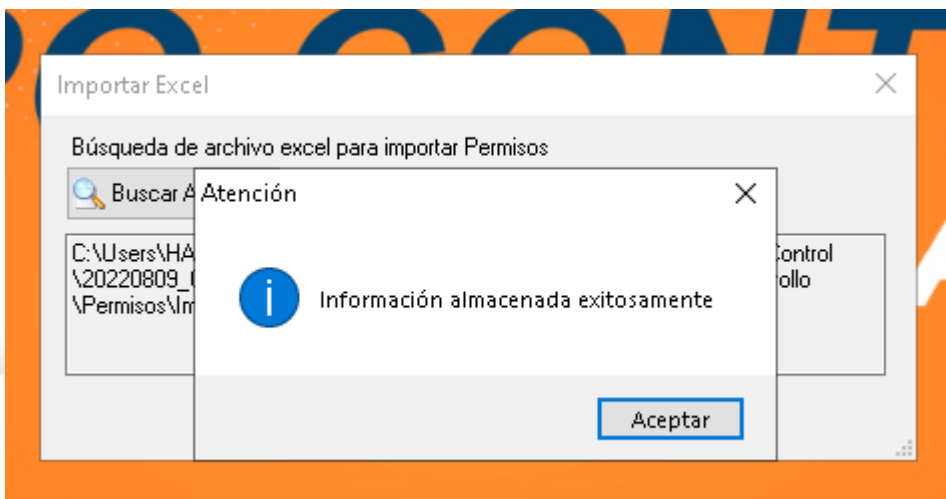 CONT
Importar Excel
Búsqueda de archivo excel para importar Permisos
Buscar A
Atención
C:\Users\HA
Control
\20220809_
ollo
\Permisos\Im
Información almacenada exitosamente
Aceptar